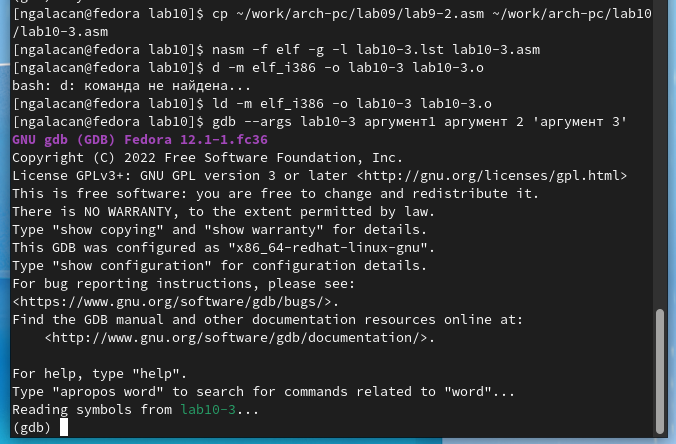 [ngalacan@fedora lab10]$ cp ~/work/arch-pc/lab09/lab9-2.asm ~/work/arch-pc/lab10
/lab10-3.asm
[ngalacan@fedora lab10]$ nasm -f elf -g -l lab10-3.lst lab10-3.asm
[ngalacan@fedora lab10]$ d -m elf_i386 -o lab10-3 lab10-3.o
bash: d: команда не найдена...
[ngalacan@fedora lab10]$ ld -m elf_i386 -o lab10-3 lab10-3.o
[ngalacan@fedora lab10]$ gdb --args lab10-3 аргумент1 аргумент 2 'аргумент 3'
GNU gdb (GDB) Fedora 12.1-1.fc36
Copyright (C) 2022 Free Software Foundation, Inc.
License GPLv3+: GNU GPL version 3 or later <http://gnu.org/licenses/gpl.html>
This is free software: you are free to change and redistribute it.
There is NO WARRANTY, to the extent permitted by law.
Type "show copying" and "show warranty" for details.
This GDB was configured as "x86_64-redhat-linux-gnu".
Type "show configuration" for configuration details.
For bug reporting instructions, please see:
<https://www.gnu.org/software/gdb/bugs/>.
Find the GDB manual and other documentation resources online at:
    <http://www.gnu.org/software/gdb/documentation/>.

For help, type "help".
Type "apropos word" to search for commands related to "word"...
Reading symbols from lab10-3...
(gdb)